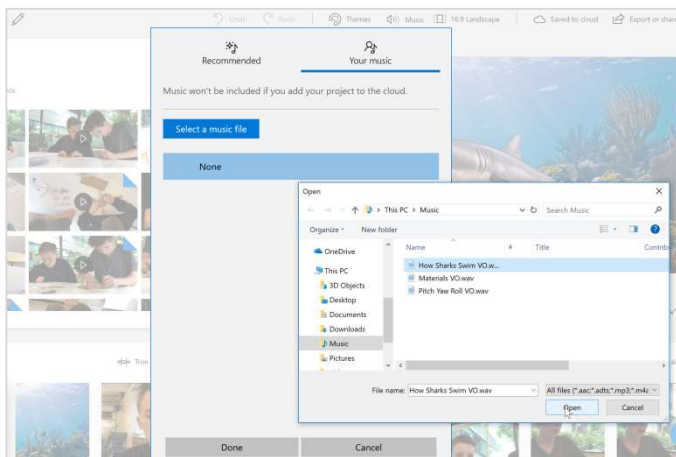 Undo Redo Themes Music 16:9 Landscape Saved to cloud Export or share
Recommended Your music
Music won't be included if you add your project to the cloud.
Select a music file
None
Open
This PC > Music Search Music
Organize New folder
Name # Title Contrib
OneDrive
This PC
3D Objects
Desktop
Documents
Downloads
Music
Pictures
How Sharks Swim VO.w...
Materials VO.wav
Pitch Yaw Roll VO.wav
Trim
File name: How Sharks Swim VO.wav All files (*.aac;*.adts;*.mp3;*.m4a
Open Cancel
Done Cancel